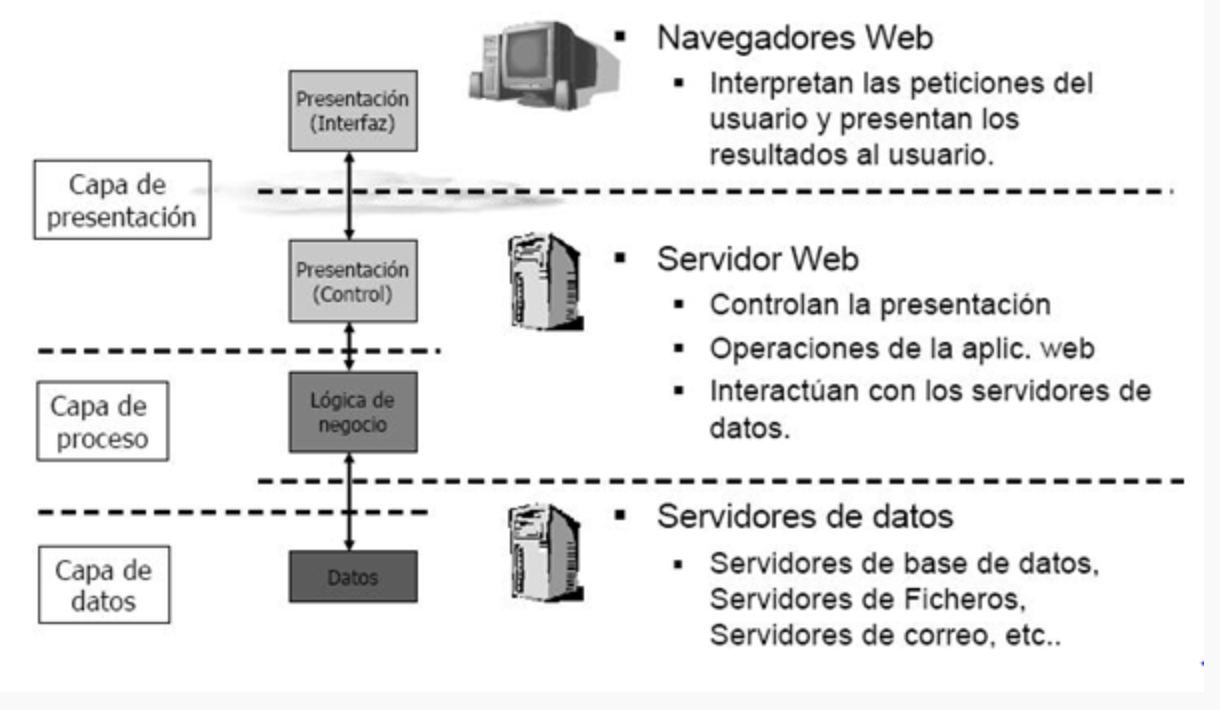 ▪ Navegadores Web
▪ Interpretan las peticiones del
usuario y presentan los
resultados al usuario.
Presentación
(Interfaz)
Capa de
presentación
Presentación
(Control)
▪ Servidor Web
▪ Controlan la presentación
▪ Operaciones de la aplic. web
▪ Interactúan con los servidores de
datos.
Capa de
proceso
Lógica de
negocio
▪ Servidores de datos
▪ Servidores de base de datos,
Servidores de Ficheros,
Servidores de correo, etc..
Capa de
datos
Datos